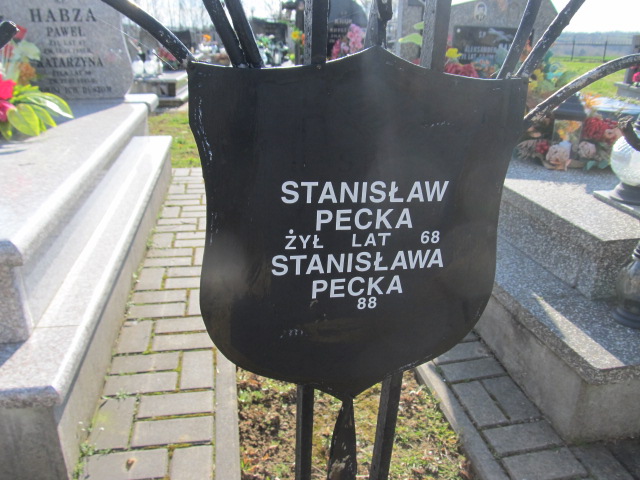 HABZA
PAWEŁ
KATARZYNA
STANISŁAW
PECKA
ŻYŁ LAT 68
STANISŁAWA
PECKA
88